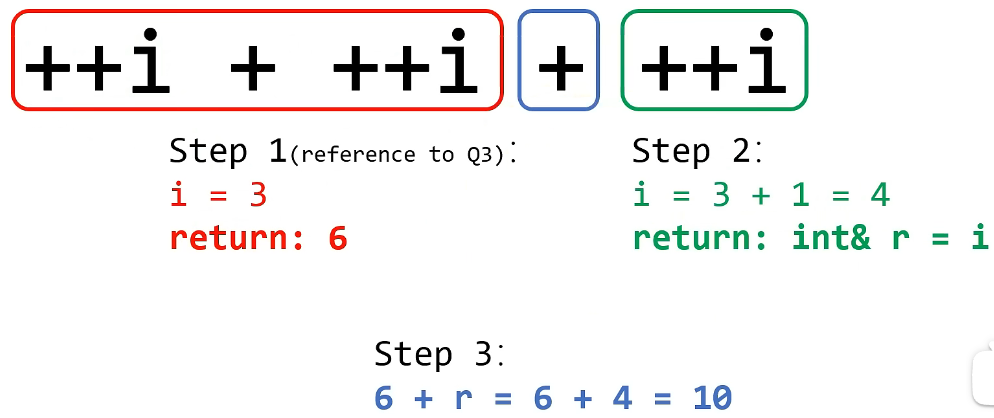 ++i + ++i + ++i
Step 1(reference to Q3):
i = 3
return: 6
Step 2:
i = 3 + 1 = 4
return: int& r = i
Step 3:
6 + r = 6 + 4 = 10